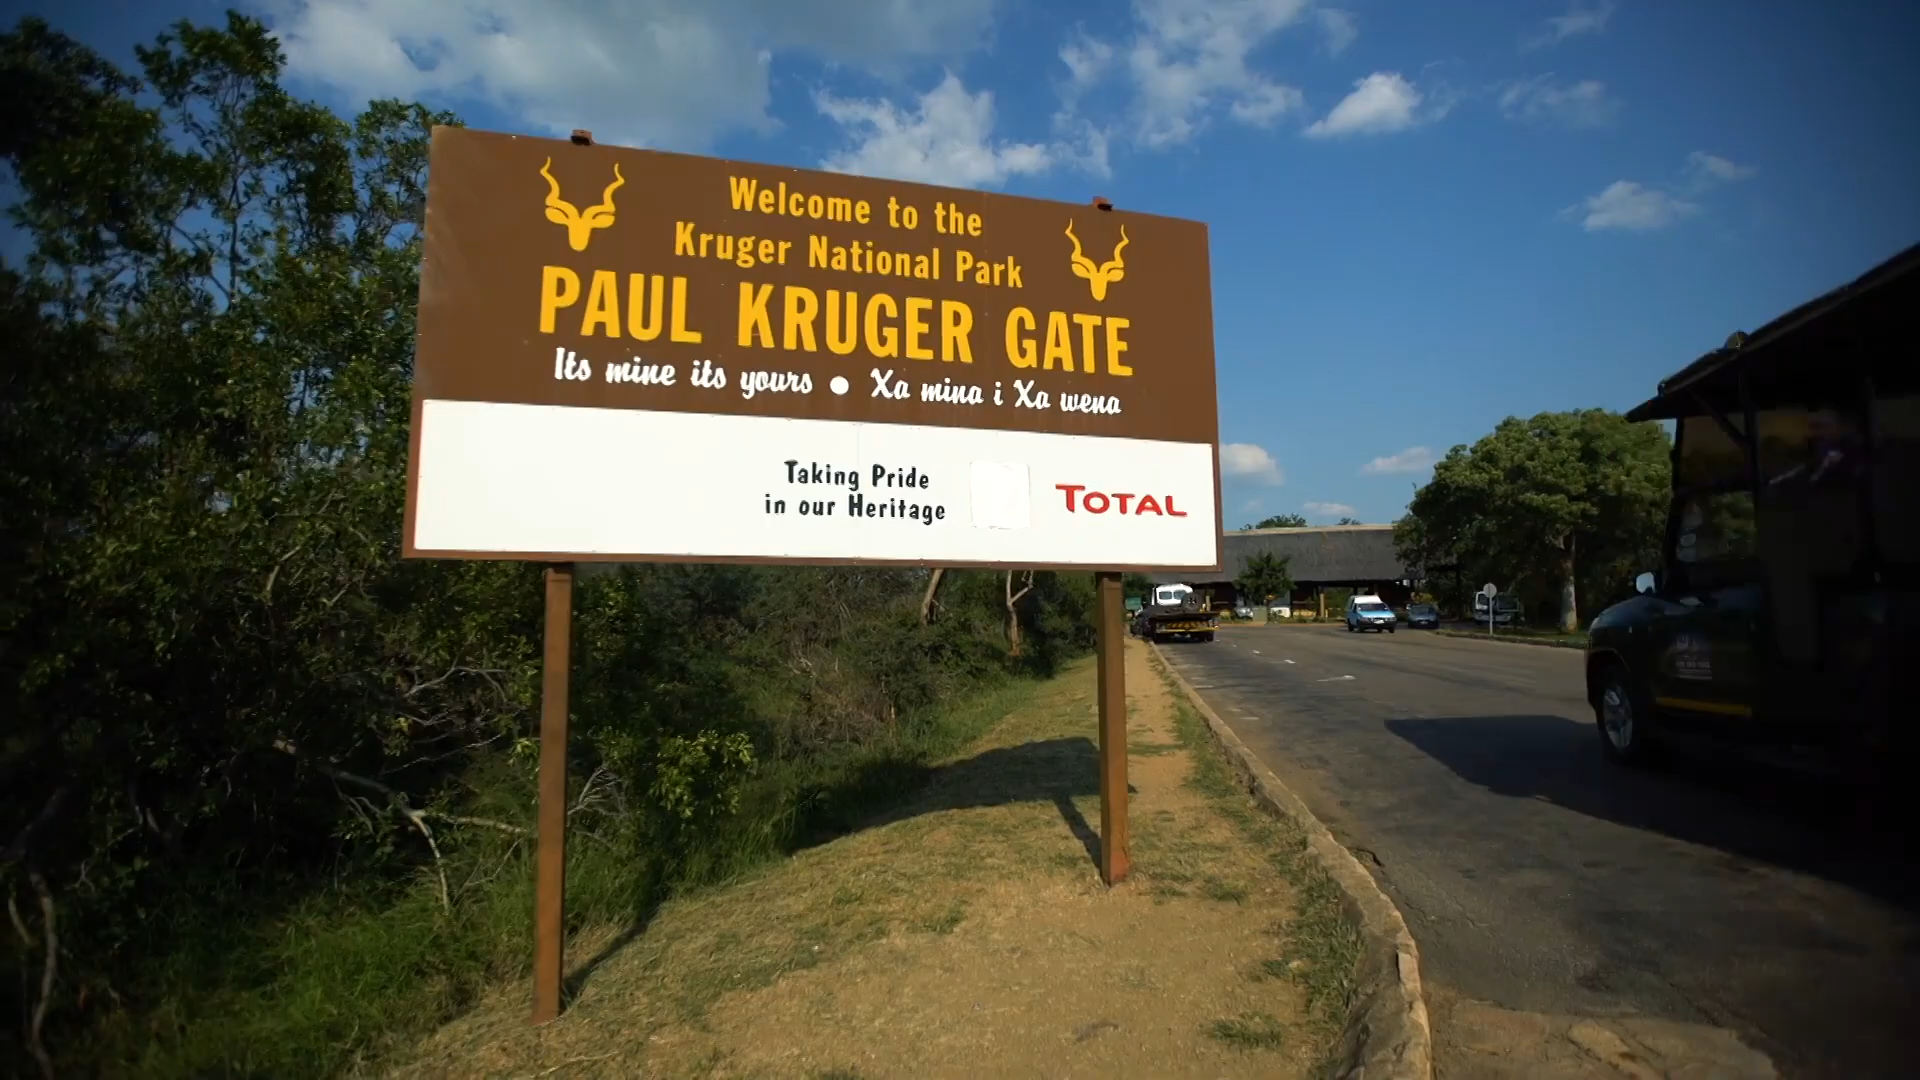 Welcome to the
Kruger National Park
PAUL KRUGER GATE
Its mine its yours ● Xa mina i Xa wena
Taking Pride
in our Heritage
TOTAL